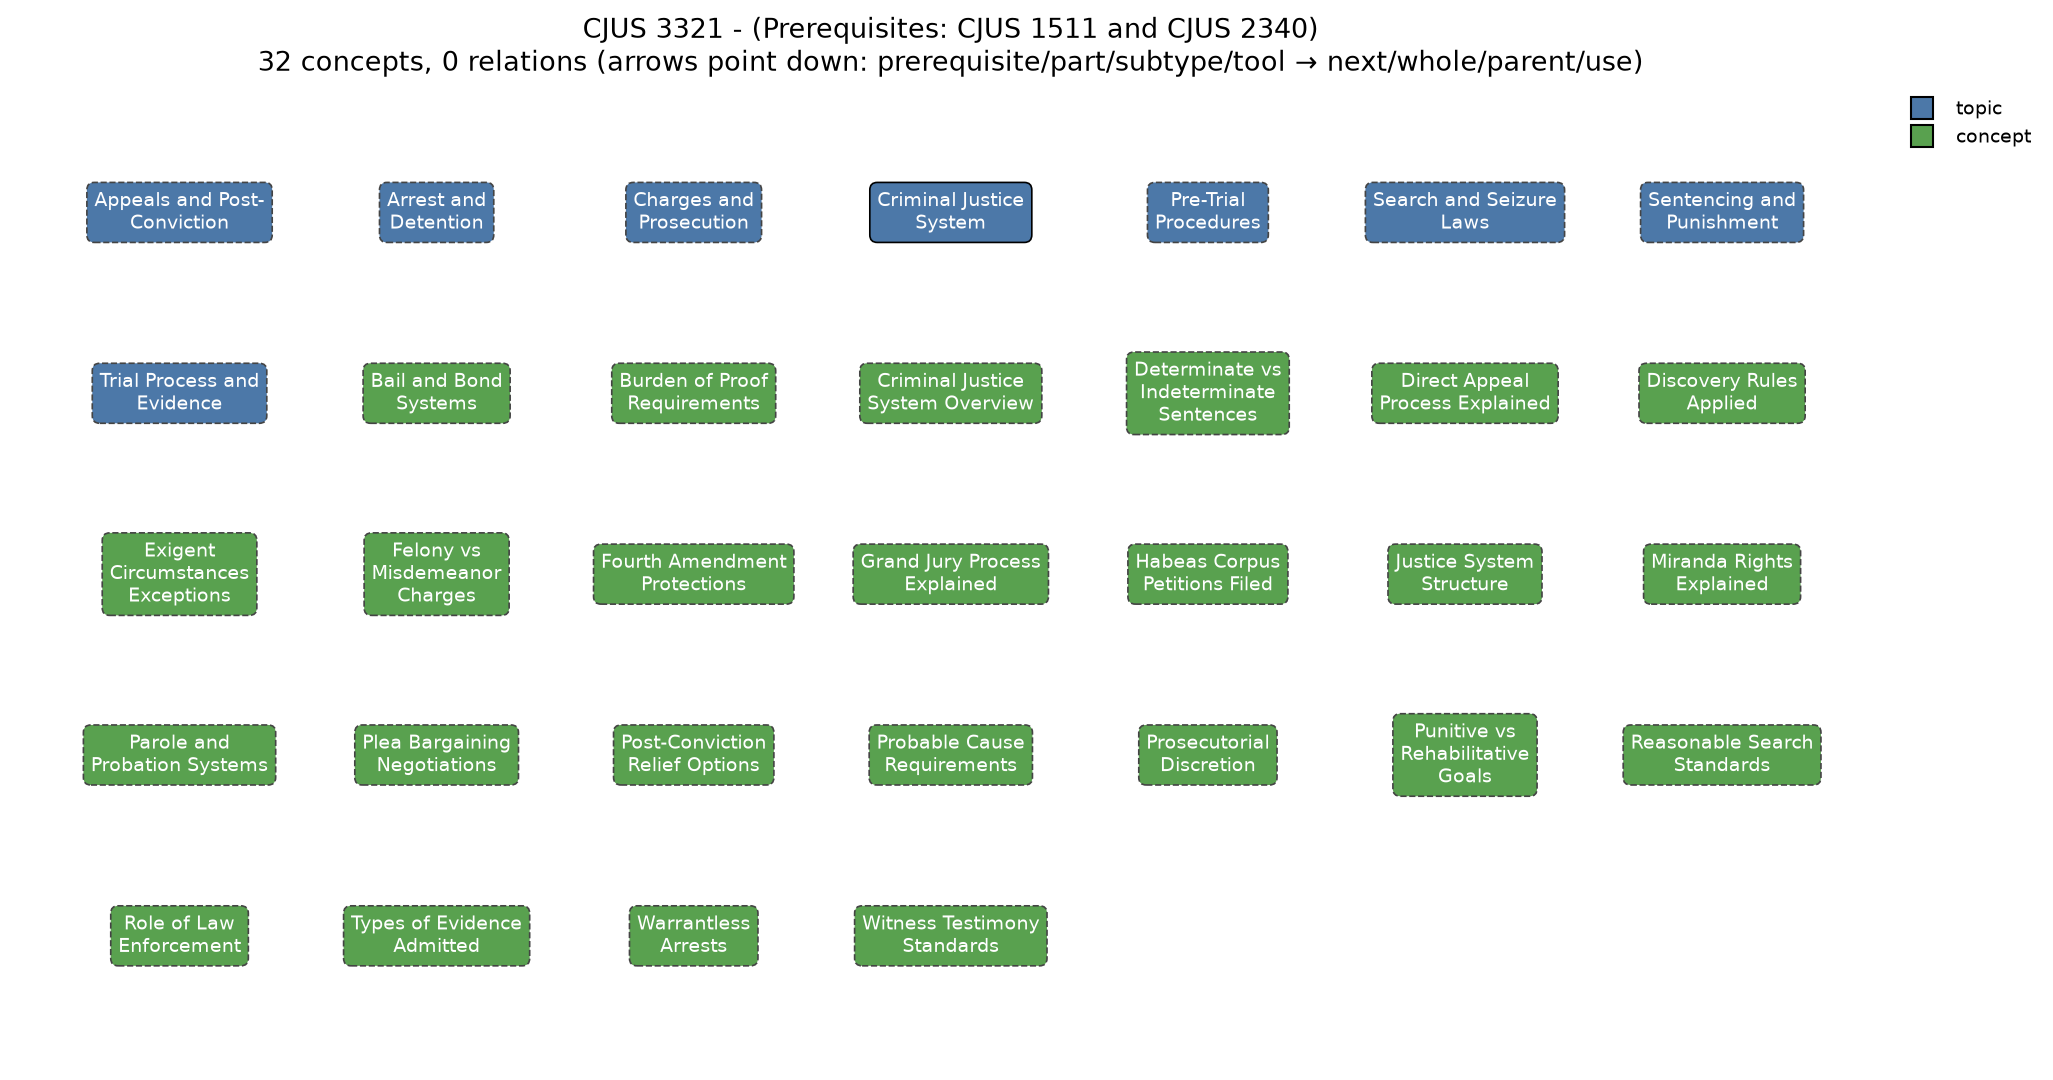 CJUS 3321 - (Prerequisites: CJUS 1511 and CJUS 2340)
32 concepts, 0 relations (arrows point down: prerequisite/part/subtype/tool → next/whole/parent/use)
topic
concept
Appeals and Post-
Conviction
Arrest and
Detention
Charges and
Prosecution
Criminal Justice
System
Pre-Trial
Procedures
Search and Seizure
Laws
Sentencing and
Punishment
Trial Process and
Evidence
Bail and Bond
Systems
Burden of Proof
Requirements
Criminal Justice
System Overview
Determinate vs
Indeterminate
Sentences
Direct Appeal
Process Explained
Discovery Rules
Applied
Exigent
Circumstances
Exceptions
Felony vs
Misdemeanor
Charges
Fourth Amendment
Protections
Grand Jury Process
Explained
Habeas Corpus
Petitions Filed
Justice System
Structure
Miranda Rights
Explained
Parole and
Probation Systems
Plea Bargaining
Negotiations
Post-Conviction
Relief Options
Probable Cause
Requirements
Prosecutorial
Discretion
Punitive vs
Rehabilitative
Goals
Reasonable Search
Standards
Role of Law
Enforcement
Types of Evidence
Admitted
Warrantless
Arrests
Witness Testimony
Standards